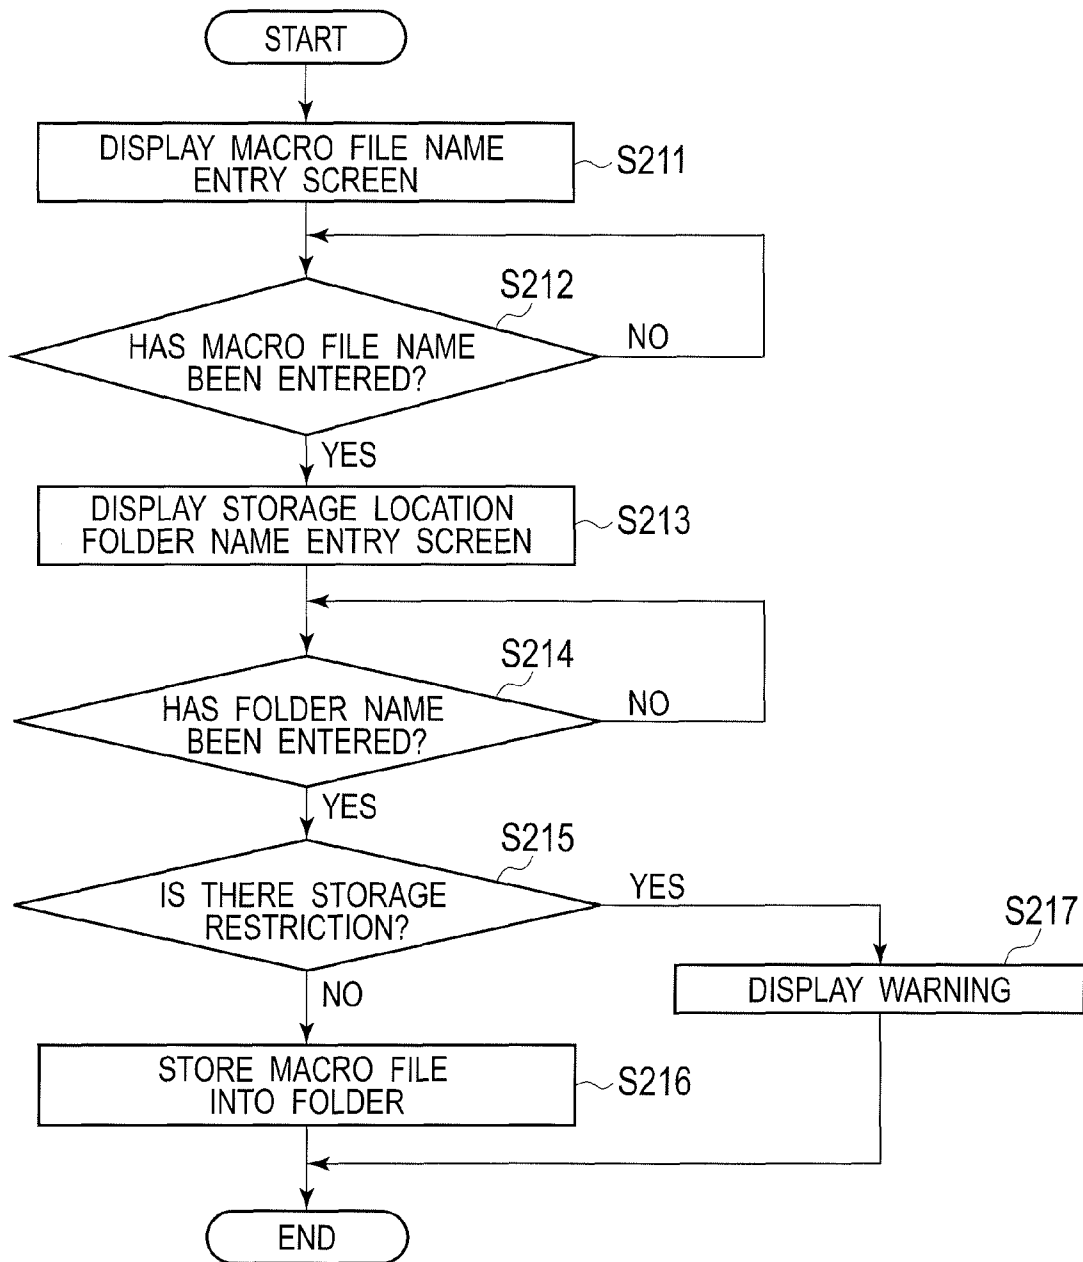 START
DISPLAY MACRO FILE NAME
ENTRY SCREEN
S211
S212
HAS MACRO FILE NAME
BEEN ENTERED?
NO
YES
DISPLAY STORAGE LOCATION
FOLDER NAME ENTRY SCREEN
S213
S214
HAS FOLDER NAME
BEEN ENTERED?
NO
YES
S215
IS THERE STORAGE
RESTRICTION?
YES
S217
DISPLAY WARNING
NO
STORE MACRO FILE
INTO FOLDER
S216
END